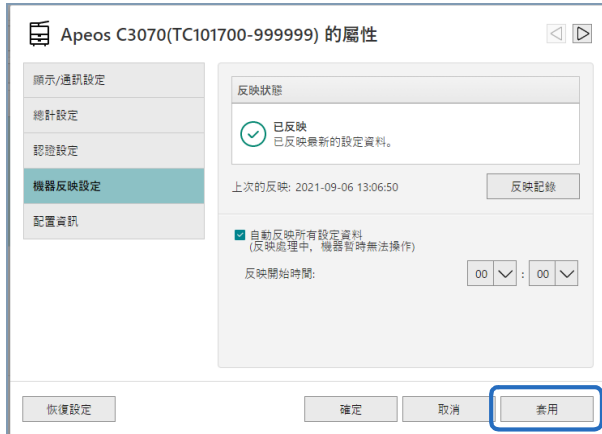 Apeos C3070(TC101700-999999) 的屬性
顯示/通訊設定
總計設定
認證設定
機器反映設定
配置資訊
反映狀態
已反映
已反映最新的設定資料。
上次的反映: 2021-09-06 13:06:50
反映記錄
自動反映所有設定資料
(反映處理中，機器暫時無法操作)
反映開始時間:
00 : 00
恢復設定
確定
取消
套用